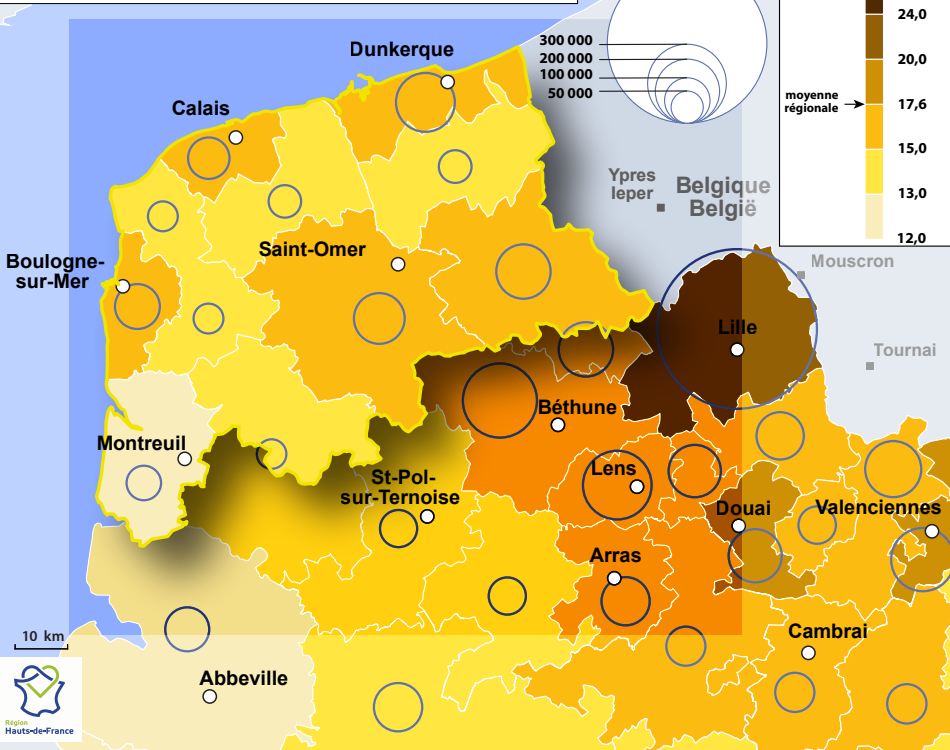 24,0
Dunkerque
300 000
200 000
100 000
50 000
20,0
moyenne
régionale
17,6
Calais
15,0
Ypres
Ieper
Belgique
België
13,0
12,0
Saint-Omer
Boulogne-
sur-Mer
Mouscron
Lille
Tournai
Béthune
Montreuil
St-Pol-
sur-Ternoise
Lens
Douai
Valenciennes
Arras
10 km
Cambrai
Abbeville
Région
Hauts-de-France